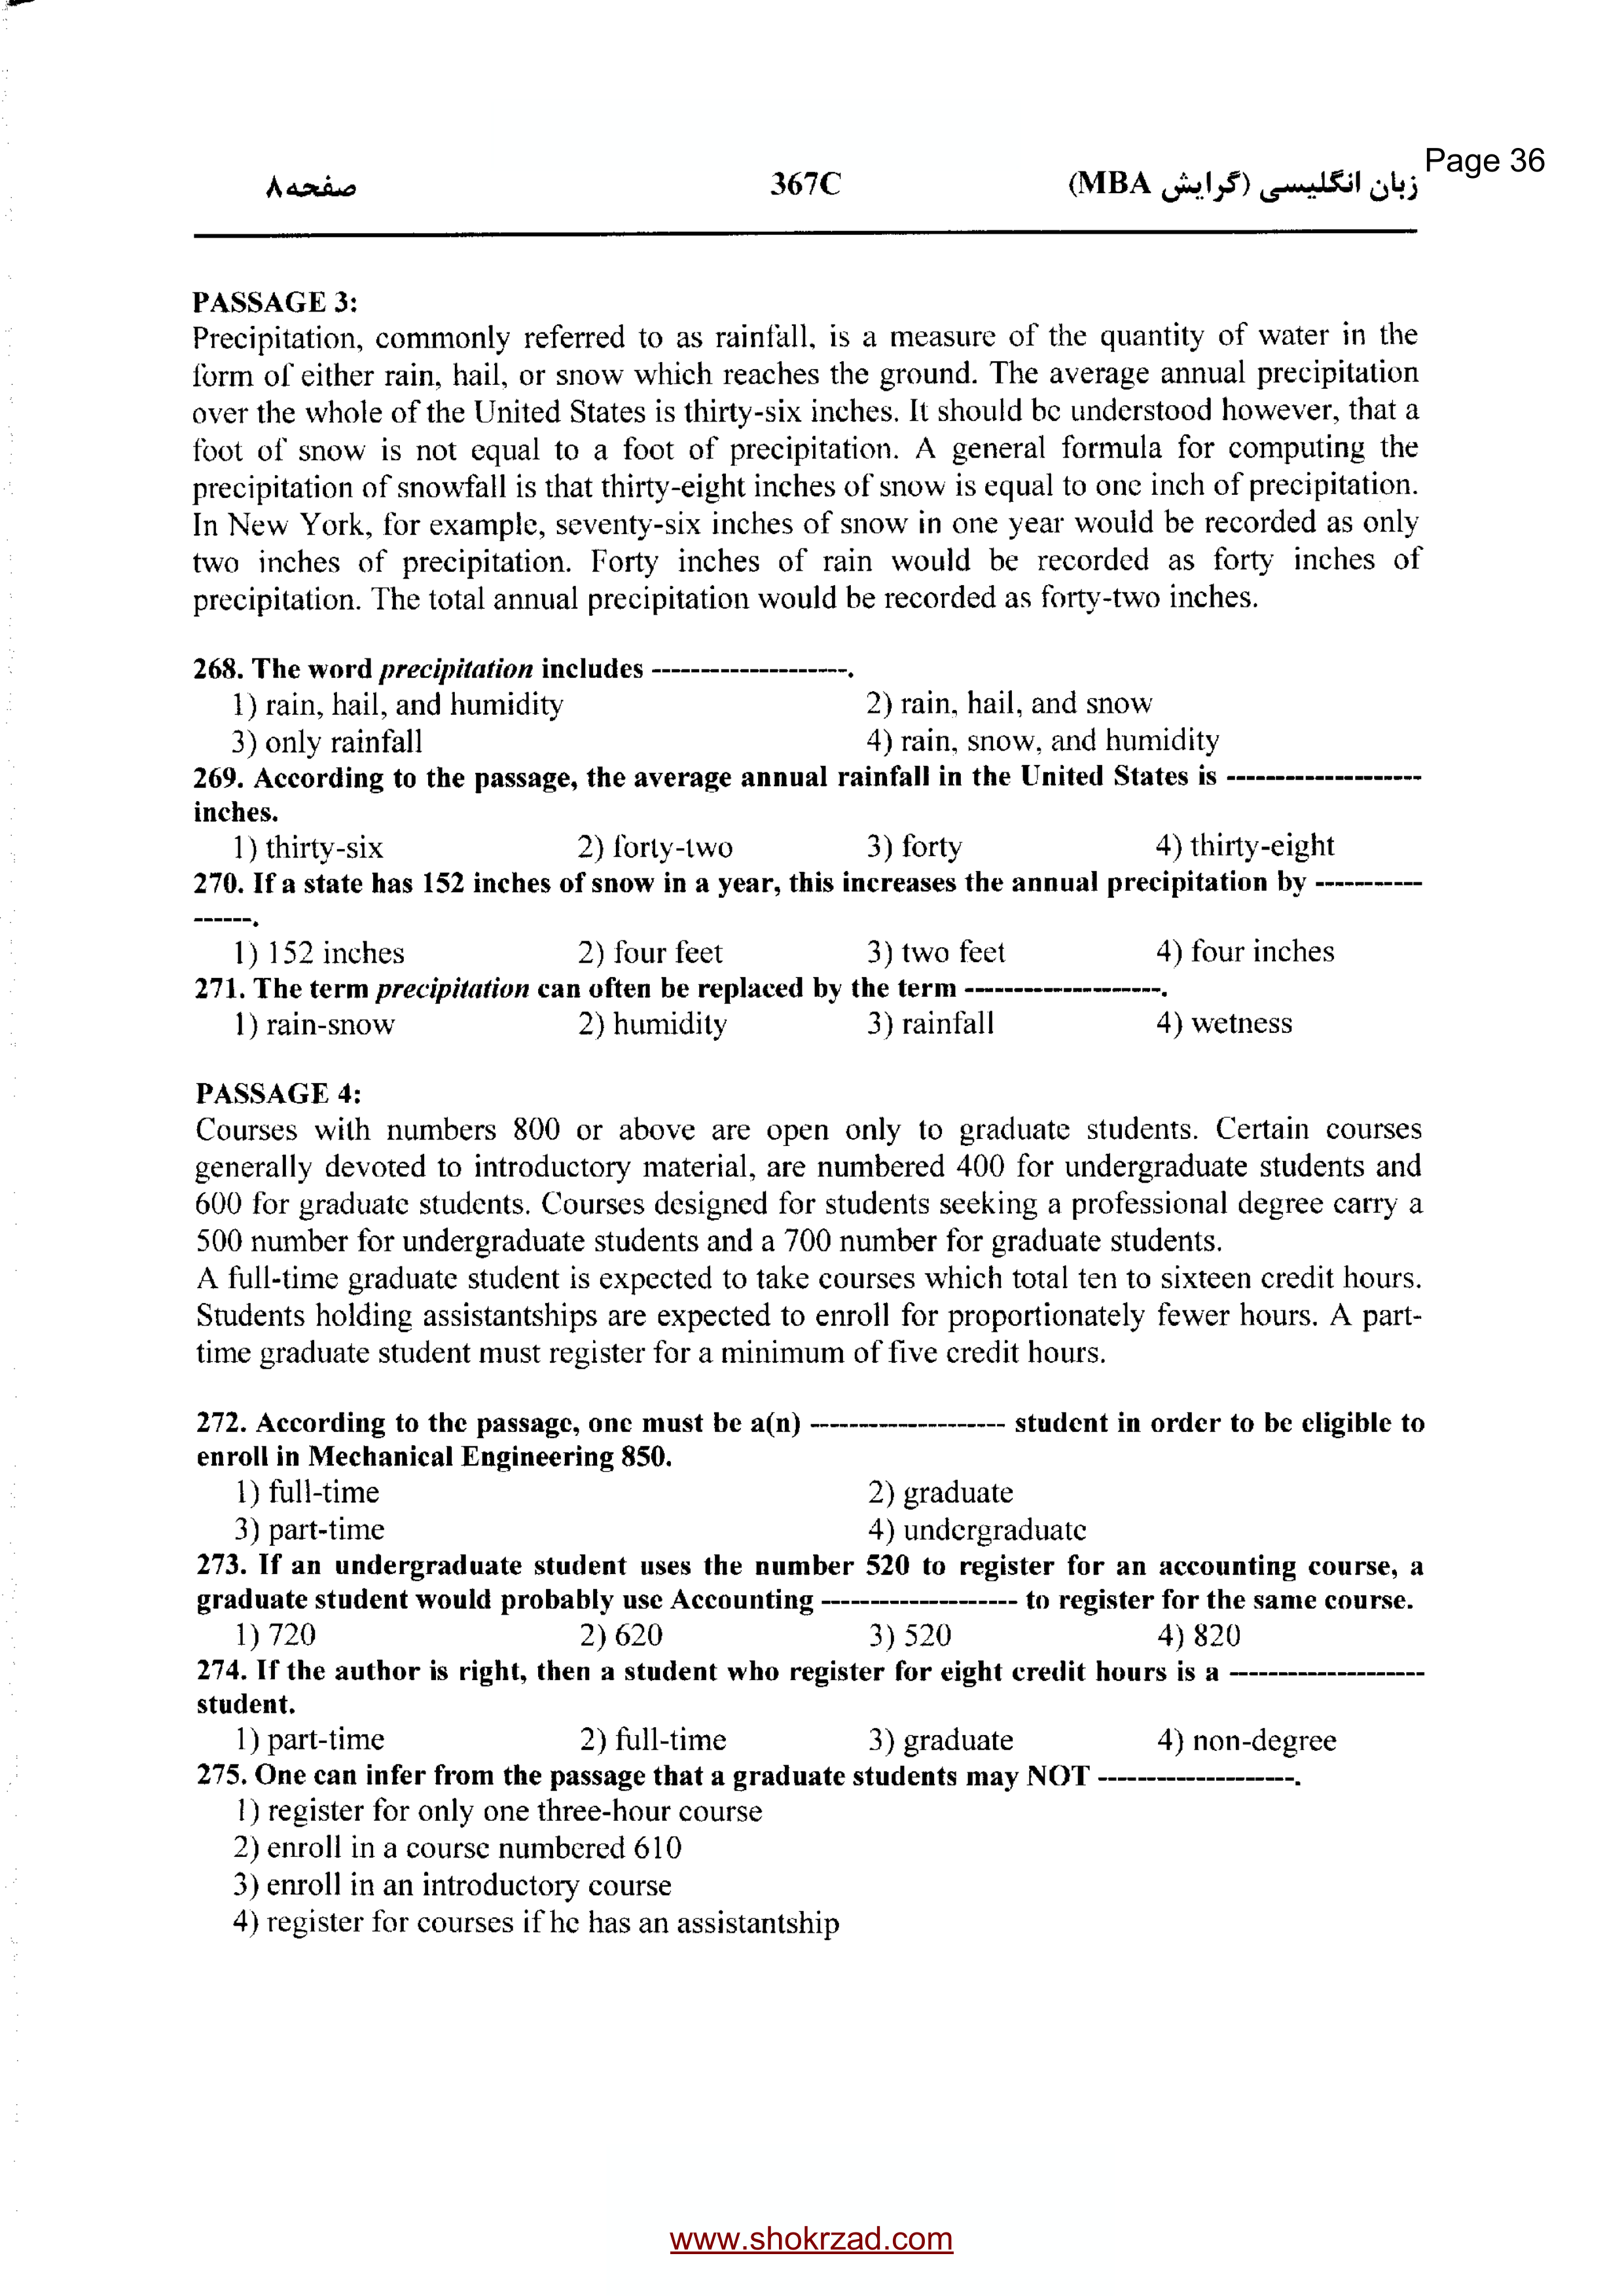 Page 36
زبان انگلیسی (گرایش MBA)
367C
صفحه۸
PASSAGE 3:
Precipitation, commonly referred to as rainfall, is a measure of the quantity of water in the
form of either rain, hail, or snow which reaches the ground. The average annual precipitation
over the whole of the United States is thirty-six inches. It should be understood however, that a
foot of snow is not equal to a foot of precipitation. A general formula for computing the
precipitation of snowfall is that thirty-eight inches of snow is equal to one inch of precipitation.
In New York, for example, seventy-six inches of snow in one year would be recorded as only
two inches of precipitation. Forty inches of rain would be recorded as forty inches of
precipitation. The total annual precipitation would be recorded as forty-two inches.
268. The word precipitation includes --------------------.
1) rain, hail, and humidity 2) rain, hail, and snow
3) only rainfall 4) rain, snow, and humidity
269. According to the passage, the average annual rainfall in the United States is --------------------
inches.
1) thirty-six 2) forty-two 3) forty 4) thirty-eight
270. If a state has 152 inches of snow in a year, this increases the annual precipitation by -----------
------.
1) 152 inches 2) four feet 3) two feet 4) four inches
271. The term precipitation can often be replaced by the term --------------------.
1) rain-snow 2) humidity 3) rainfall 4) wetness
PASSAGE 4:
Courses with numbers 800 or above are open only to graduate students. Certain courses
generally devoted to introductory material, are numbered 400 for undergraduate students and
600 for graduate students. Courses designed for students seeking a professional degree carry a
500 number for undergraduate students and a 700 number for graduate students.
A full-time graduate student is expected to take courses which total ten to sixteen credit hours.
Students holding assistantships are expected to enroll for proportionately fewer hours. A part-
time graduate student must register for a minimum of five credit hours.
272. According to the passage, one must be a(n) -------------------- student in order to be eligible to
enroll in Mechanical Engineering 850.
1) full-time 2) graduate
3) part-time 4) undergraduate
273. If an undergraduate student uses the number 520 to register for an accounting course, a
graduate student would probably use Accounting -------------------- to register for the same course.
1) 720 2) 620 3) 520 4) 820
274. If the author is right, then a student who register for eight credit hours is a --------------------
student.
1) part-time 2) full-time 3) graduate 4) non-degree
275. One can infer from the passage that a graduate students may NOT --------------------.
1) register for only one three-hour course
2) enroll in a course numbered 610
3) enroll in an introductory course
4) register for courses if he has an assistantship
www.shokrzad.com